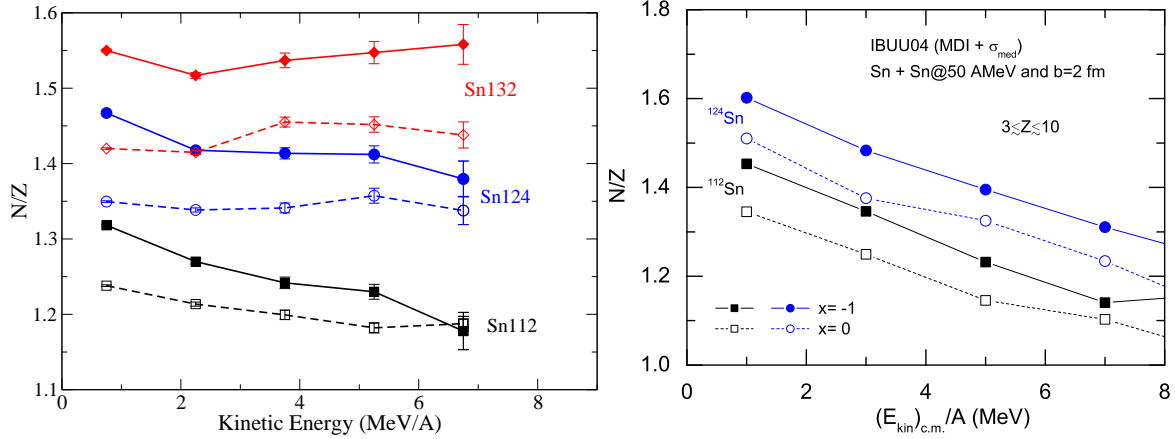 1.6
1.5
1.4
1.3
1.2
1.1
N/Z
Sn132
Sn124
Sn112
0 2 4 6 8
Kinetic Energy (MeV/A)
1.8
1.6
1.4
1.2
1.0
N/Z
IBUU04 (MDI + σmed)
Sn + Sn@50 AMeV and b=2 fm
3≲Z≲10
¹²⁴Sn
¹¹²Sn
x= -1
x= 0
0 2 4 6 8
(Ekin)c.m./A (MeV)